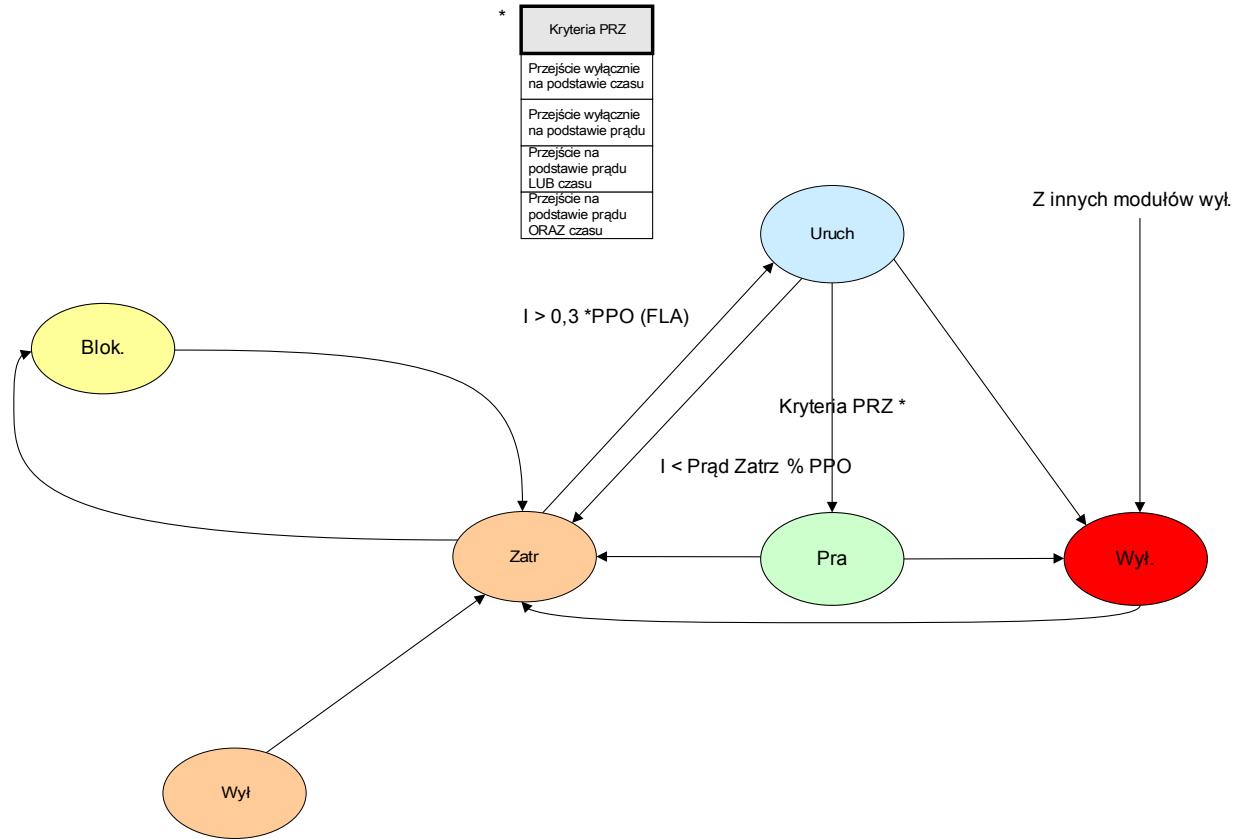 *
Kryteria PRZ
Przejście wyłącznie
na podstawie czasu
Przejście wyłącznie
na podstawie prądu
Przejście na
podstawie prądu
LUB czasu
Przejście na
podstawie prądu
ORAZ czasu
Uruch
Z innych modułów wył.
I > 0,3 *PPO (FLA)
Blok.
Kryteria PRZ *
I < Prąd Zatrz % PPO
Zatr
Pra
Wył.
Wył